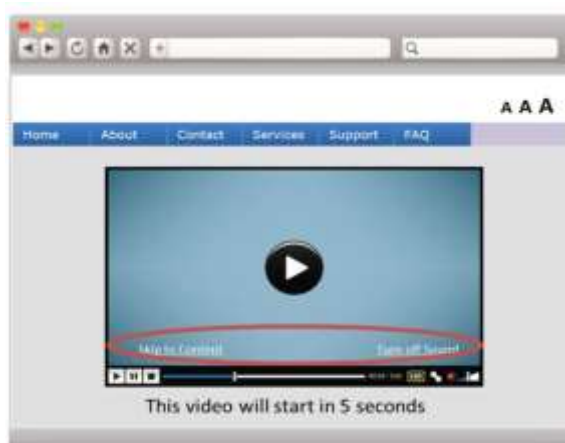 A A A
Home About Contact Services Support FAQ
Skip to Content Turn off Sound
This video will start in 5 seconds